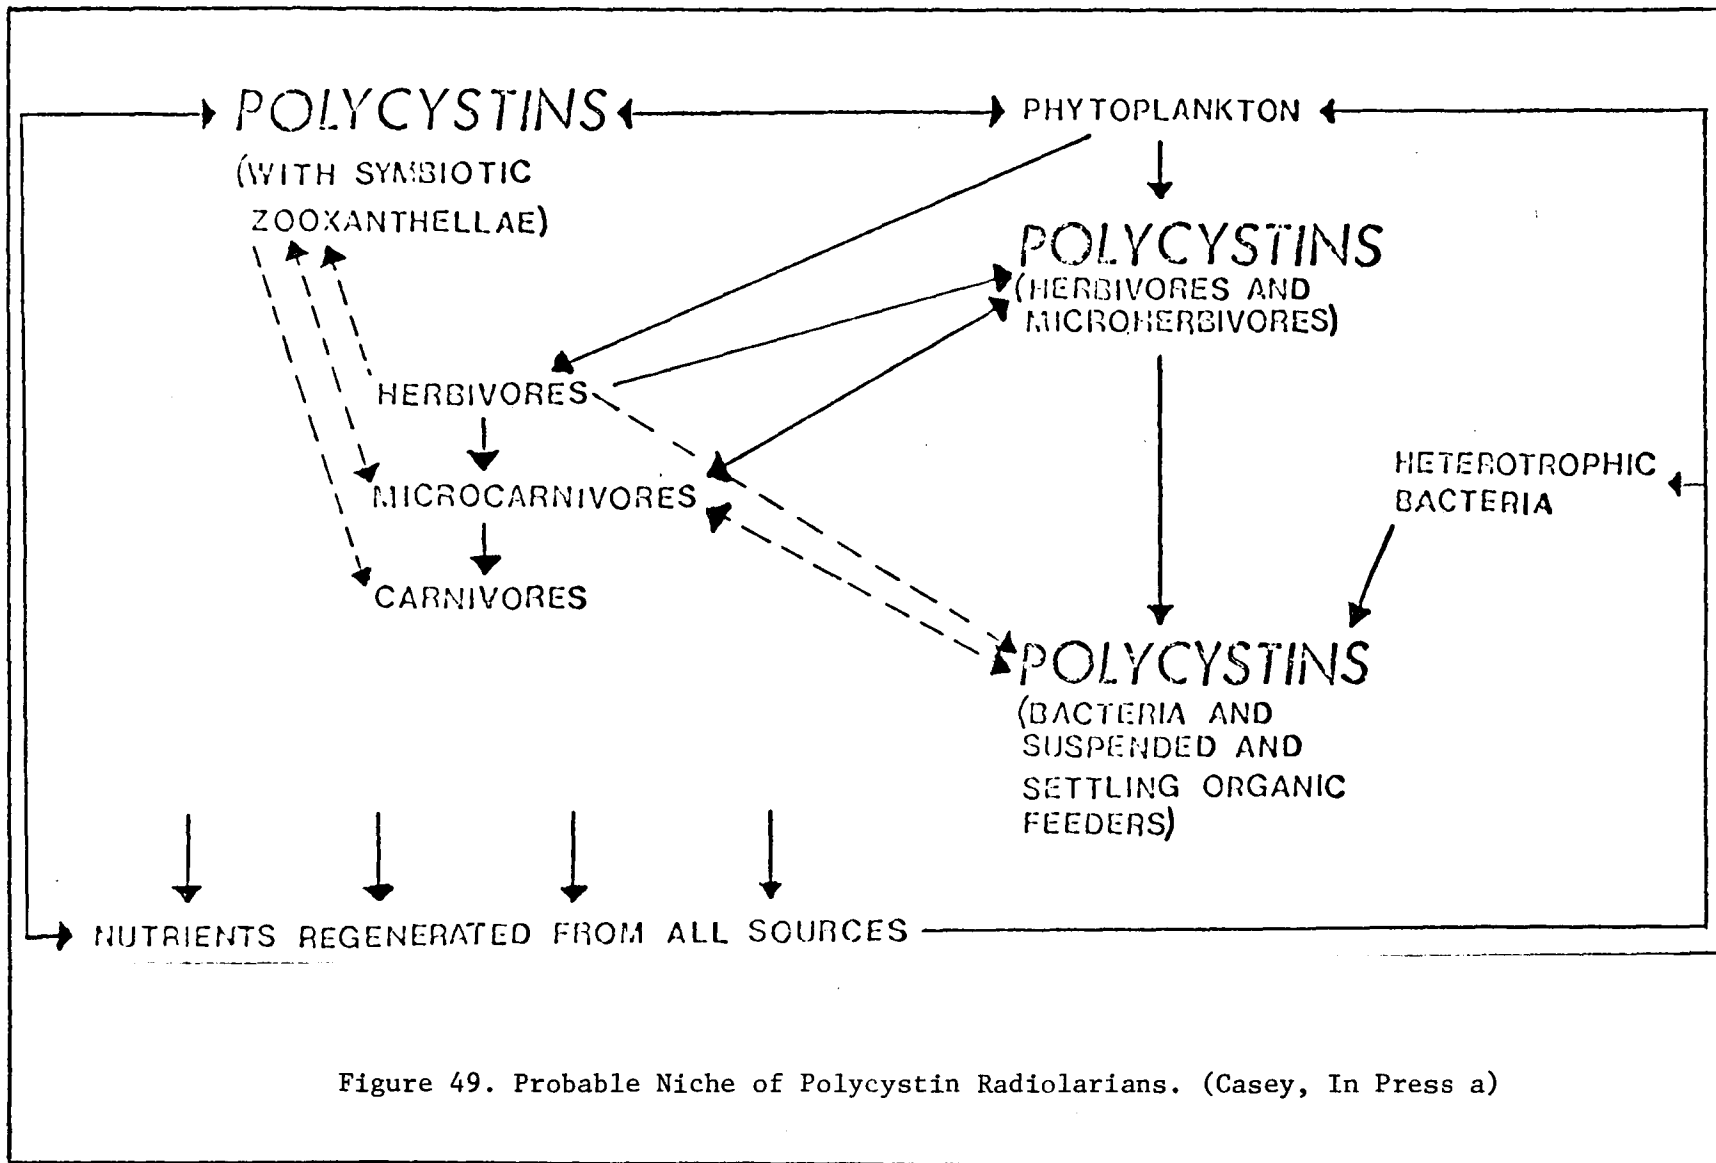 POLYCYSTINS
(WITH SYMBIOTIC
ZOOXANTHELLAE)
PHYTOPLANKTON
POLYCYSTINS
(HERBIVORES AND
MICROHERBIVORES)
HERBIVORES
MICROCARNIVORES
CARNIVORES
HETEROTROPHIC
BACTERIA
POLYCYSTINS
(BACTERIA AND
SUSPENDED AND
SETTLING ORGANIC
FEEDERS)
NUTRIENTS REGENERATED FROM ALL SOURCES
Figure 49. Probable Niche of Polycystin Radiolarians. (Casey, In Press a)